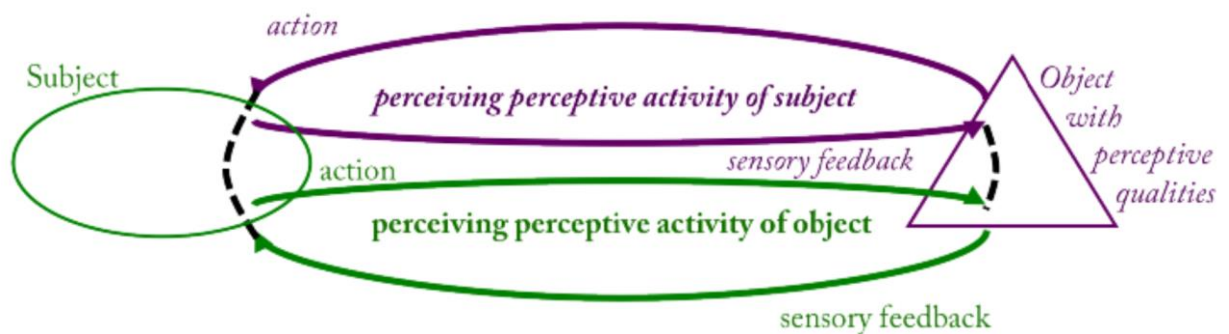 action
Subject
perceiving perceptive activity of subject
Object
with
perceptive
qualities
sensory feedback
action
perceiving perceptive activity of object
sensory feedback